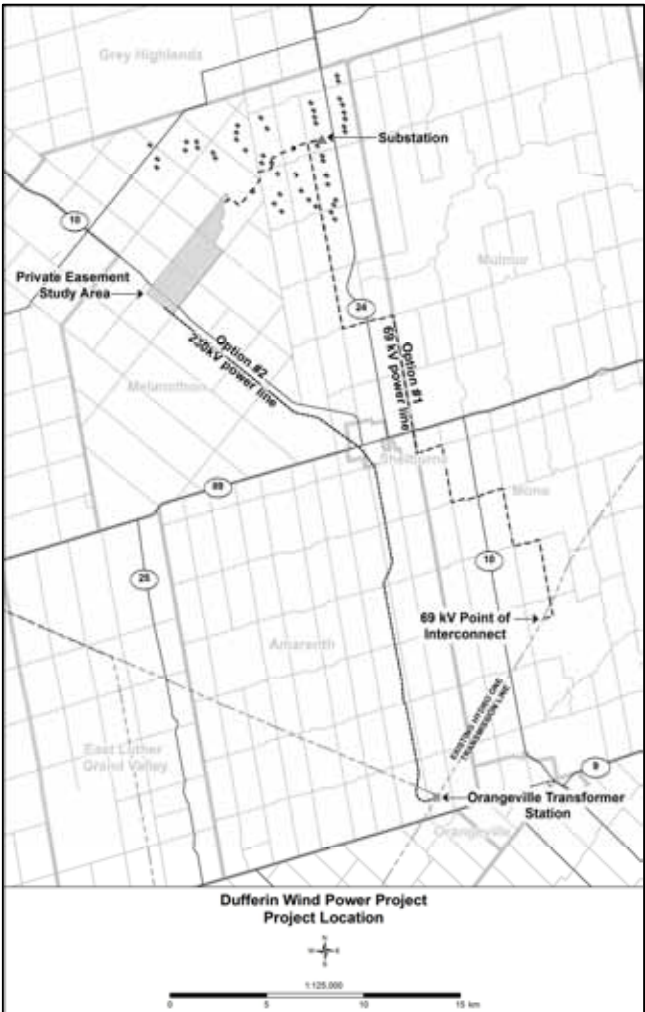 Grey Highlands
Substation
10
Mulmur
Private Easement
Study Area
24
Option #2
230kV power line
Option #1
69 kV power line
Melancthon
Shelburne
89
Mono
25
10
69 kV Point of
Interconnect
Amaranth
EXISTING HYDRO ONE
TRANSMISSION LINE
East Luther
Grand Valley
9
Orangeville Transformer
Station
Orangeville
Dufferin Wind Power Project
Project Location
N
W
E
S
1:125,000
0 5 10 15 km